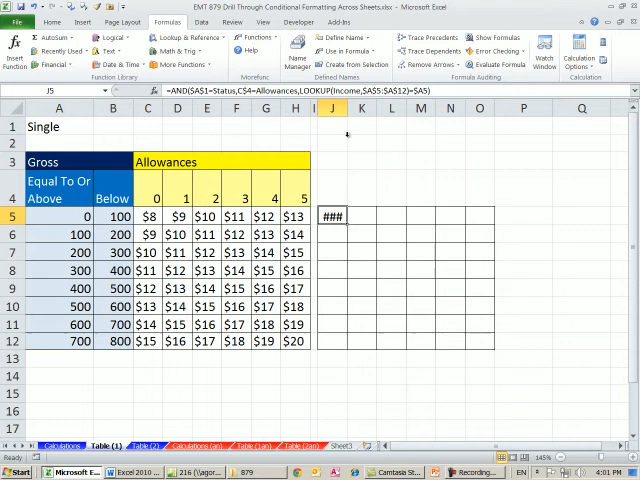 EMT 879 Drill Through Conditional Formatting Across Sheets.xlsx - Microsoft Excel
File Home Insert Page Layout Formulas Data Review View Developer Add-Ins
AutoSum Logical Lookup & Reference Functions Define Name Trace Precedents Show Formulas
Recently Used Text Math & Trig Help Use in Formula Trace Dependents Error Checking
Insert Function Financial Date & Time More Functions Name Manager Create from Selection Remove Arrows Evaluate Formula
Function Library Morefunc Defined Names Formula Auditing
J5 fx =AND($A$1=Status,C$4=Allowances,LOOKUP(Income,$A$5:$A$12)=$A5)
A B C D E F G H I J K L M N O P Q
1 Single
2
3 Gross Allowances
4 Equal To Or Above Below 0 1 2 3 4 5
5 0 100 $8 $9 $10 $11 $12 $13 ###
6 100 200 $9 $10 $11 $12 $13 $14
7 200 300 $10 $11 $12 $13 $14 $15
8 300 400 $11 $12 $13 $14 $15 $16
9 400 500 $12 $13 $14 $15 $16 $17
10 500 600 $13 $14 $15 $16 $17 $18
11 600 700 $14 $15 $16 $17 $18 $19
12 700 800 $15 $16 $17 $18 $19 $20
13
14
15
16
17
Calculations Table (1) Table (2) Calculations (an) Table (1an) Table (2an) Sheet3
Ready 145%
Start Microsoft E... Excel 2010 ... 216 (\\agor... 879 Camtasia St... Recording... EN 4:01 PM